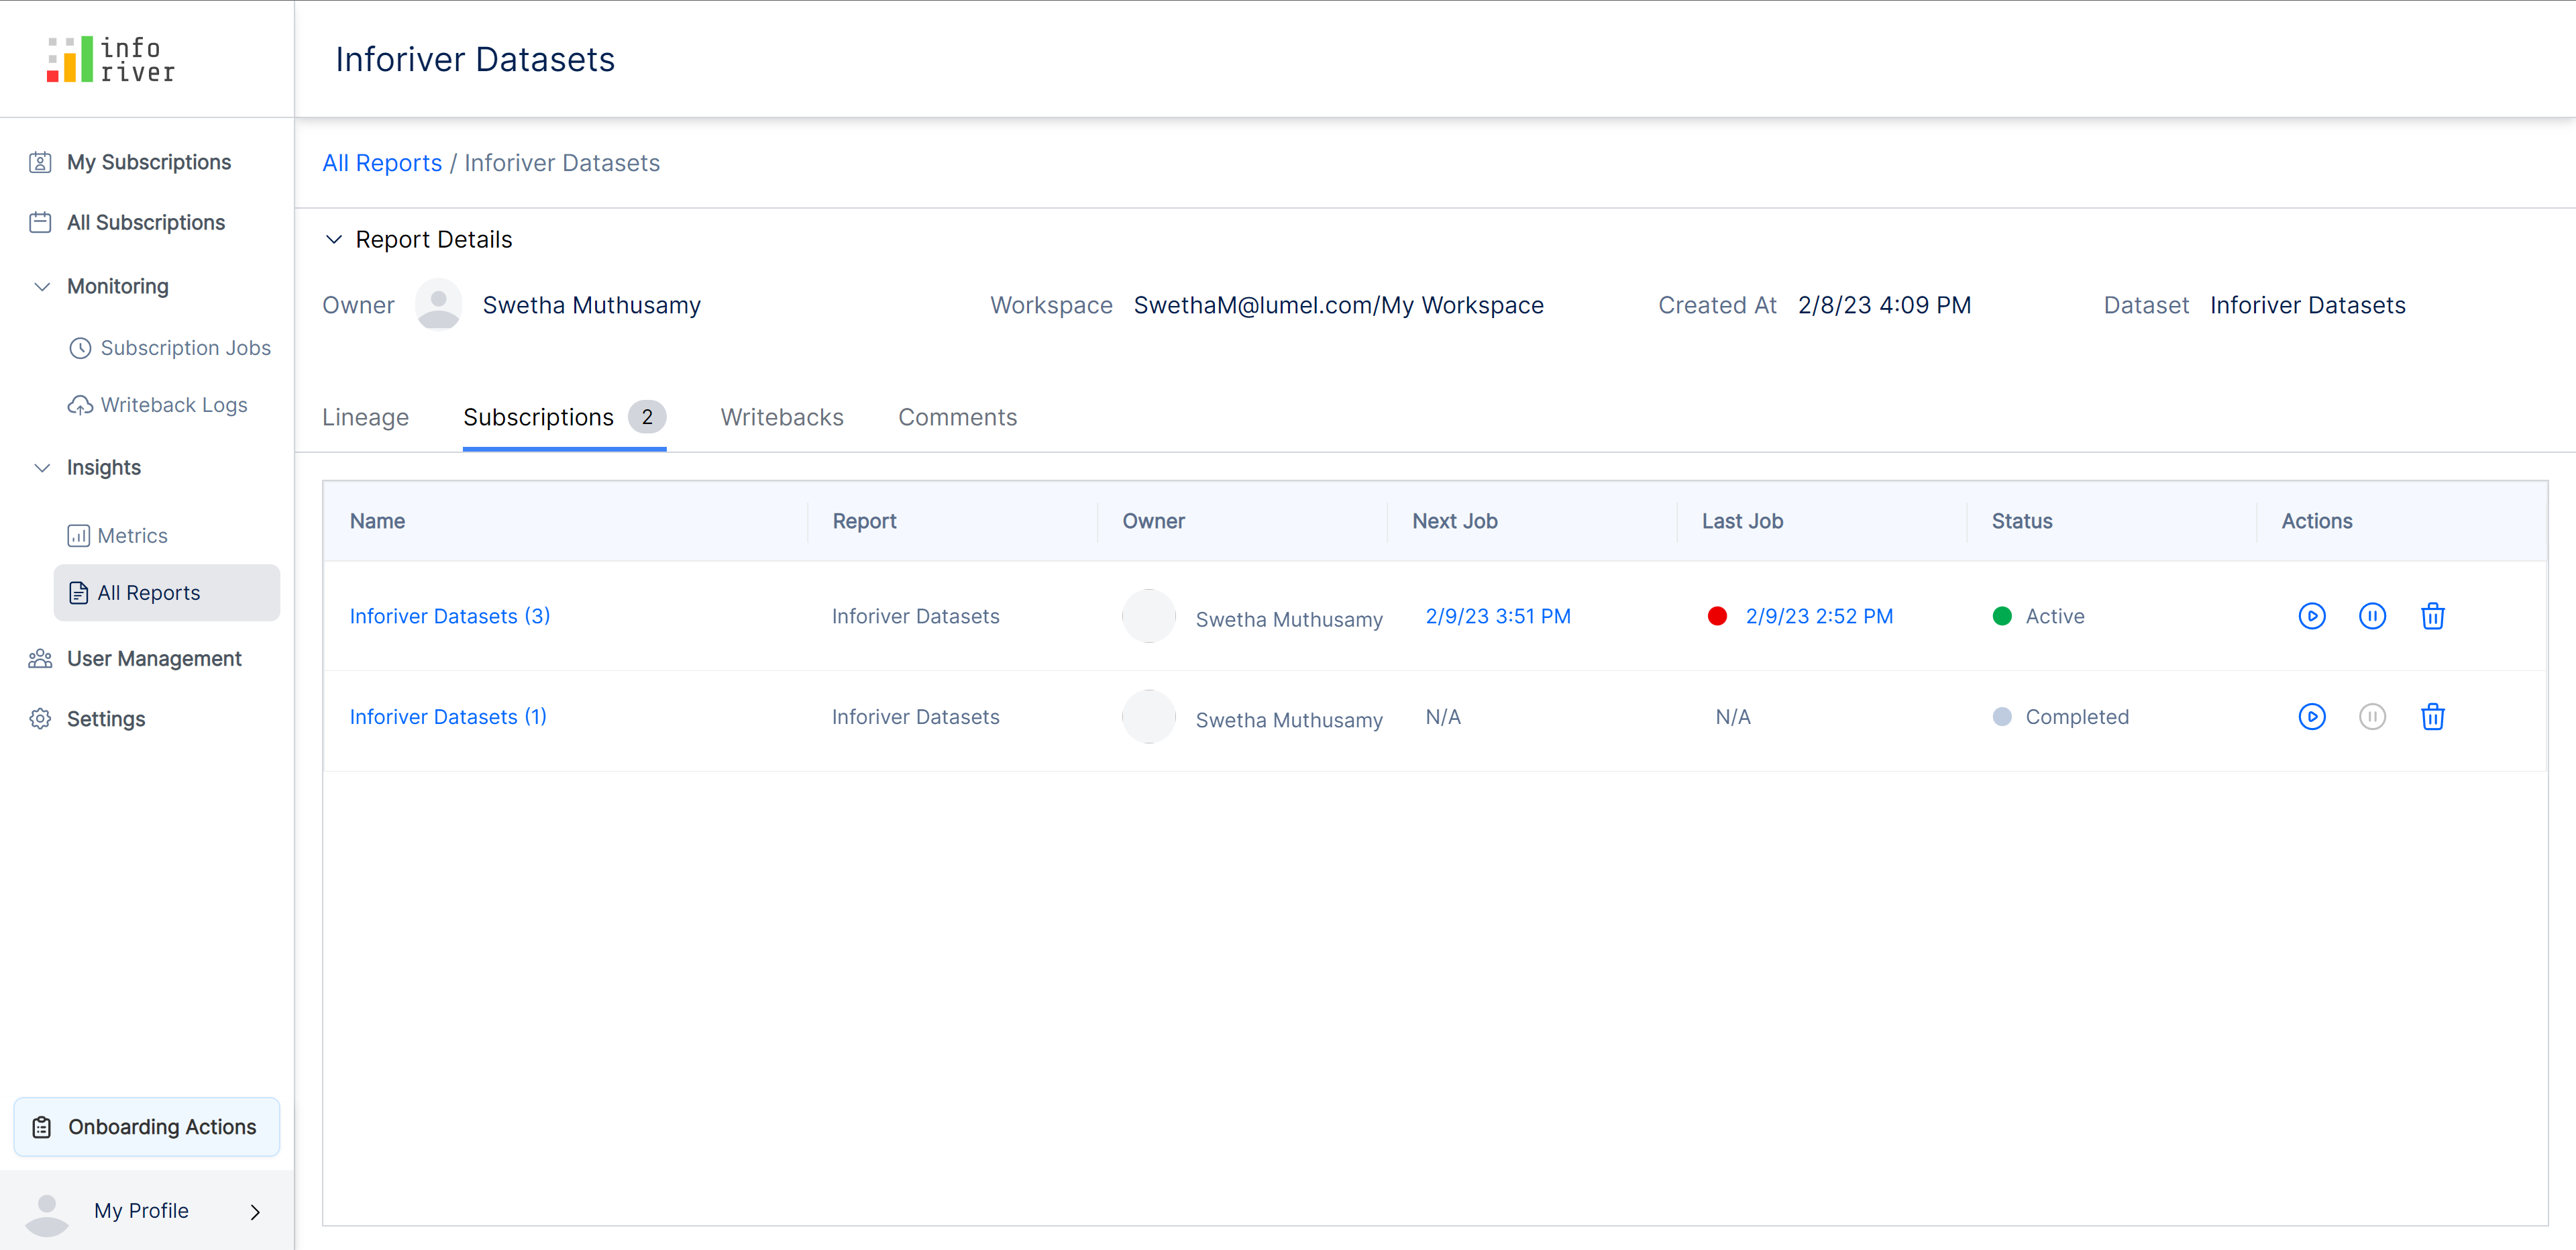 info
river
Inforiver Datasets
My Subscriptions
All Subscriptions
Monitoring
Subscription Jobs
Writeback Logs
Insights
Metrics
All Reports
User Management
Settings
Onboarding Actions
My Profile
All Reports / Inforiver Datasets
Report Details
Owner Swetha Muthusamy Workspace SwethaM@lumel.com/My Workspace Created At 2/8/23 4:09 PM Dataset Inforiver Datasets
Lineage Subscriptions 2 Writebacks Comments
Name Report Owner Next Job Last Job Status Actions
Inforiver Datasets (3) Inforiver Datasets Swetha Muthusamy 2/9/23 3:51 PM 2/9/23 2:52 PM Active
Inforiver Datasets (1) Inforiver Datasets Swetha Muthusamy N/A N/A Completed